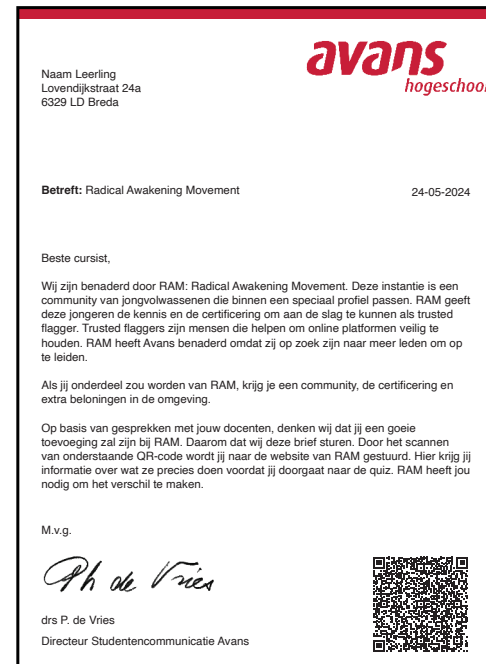 avans
hogeschool
Naam Leerling
Lovendijkstraat 24a
6329 LD Breda
Betreft: Radical Awakening Movement
24-05-2024
Beste cursist,
Wij zijn benaderd door RAM: Radical Awakening Movement. Deze instantie is een
community van jongvolwassenen die binnen een speciaal profiel passen. RAM geeft
deze jongeren de kennis en de certificering om aan de slag te kunnen als trusted
flagger. Trusted flaggers zijn mensen die helpen om online platformen veilig te
houden. RAM heeft Avans benaderd omdat zij op zoek zijn naar meer leden om op
te leiden.
Als jij onderdeel zou worden van RAM, krijg je een community, de certificering en
extra beloningen in de omgeving.
Op basis van gesprekken met jouw docenten, denken wij dat jij een goeie
toevoeging zal zijn bij RAM. Daarom dat wij deze brief sturen. Door het scannen
van onderstaande QR-code wordt jij naar de website van RAM gestuurd. Hier krijg jij
informatie over wat ze precies doen voordat jij doorgaat naar de quiz. RAM heeft jou
nodig om het verschil te maken.
M.v.g.
Ph de Vries
drs P. de Vries
Directeur Studentencommunicatie Avans